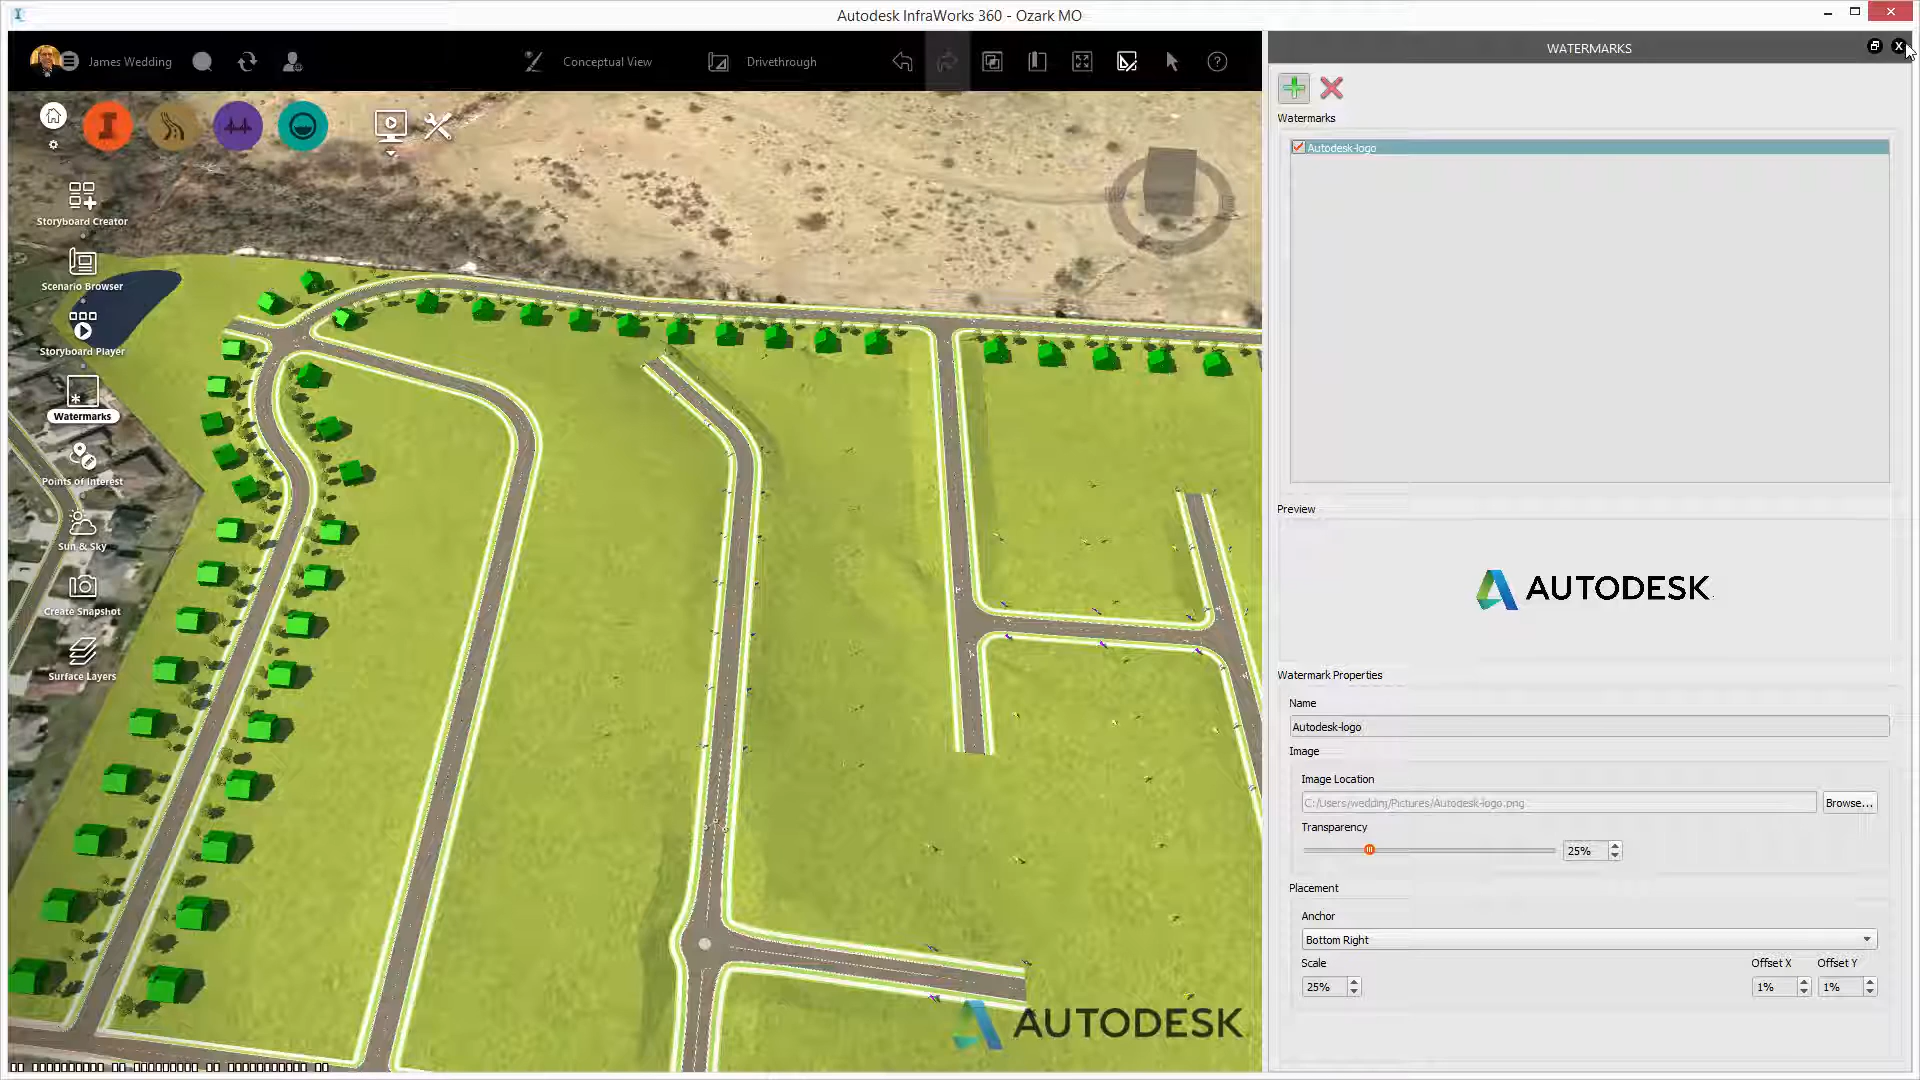 Autodesk InfraWorks 360 - Ozark MO
James Wedding
Conceptual View
Drivethrough
WATERMARKS
Watermarks
Autodesk-logo
Storyboard Creator
Scenario Browser
Storyboard Player
Watermarks
Points of Interest
Sun & Sky
Create Snapshot
Surface Layers
Preview
AUTODESK
Watermark Properties
Name
Autodesk-logo
Image
Image Location
C:/Users/weddinj/Pictures/Autodesk-logo.png
Browse...
Transparency
25%
Placement
Anchor
Bottom Right
Scale
Offset X
Offset Y
25%
1%
1%
AUTODESK